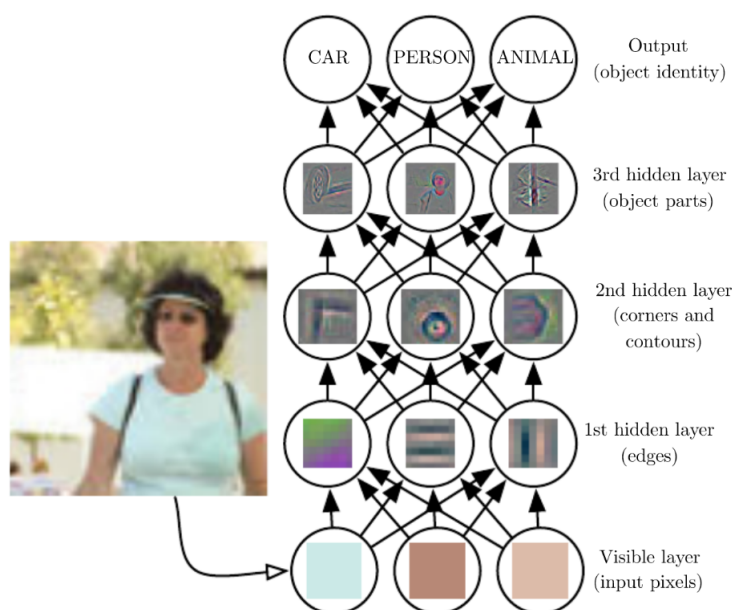 CAR
PERSON
ANIMAL
Output
(object identity)
3rd hidden layer
(object parts)
2nd hidden layer
(corners and
contours)
1st hidden layer
(edges)
Visible layer
(input pixels)